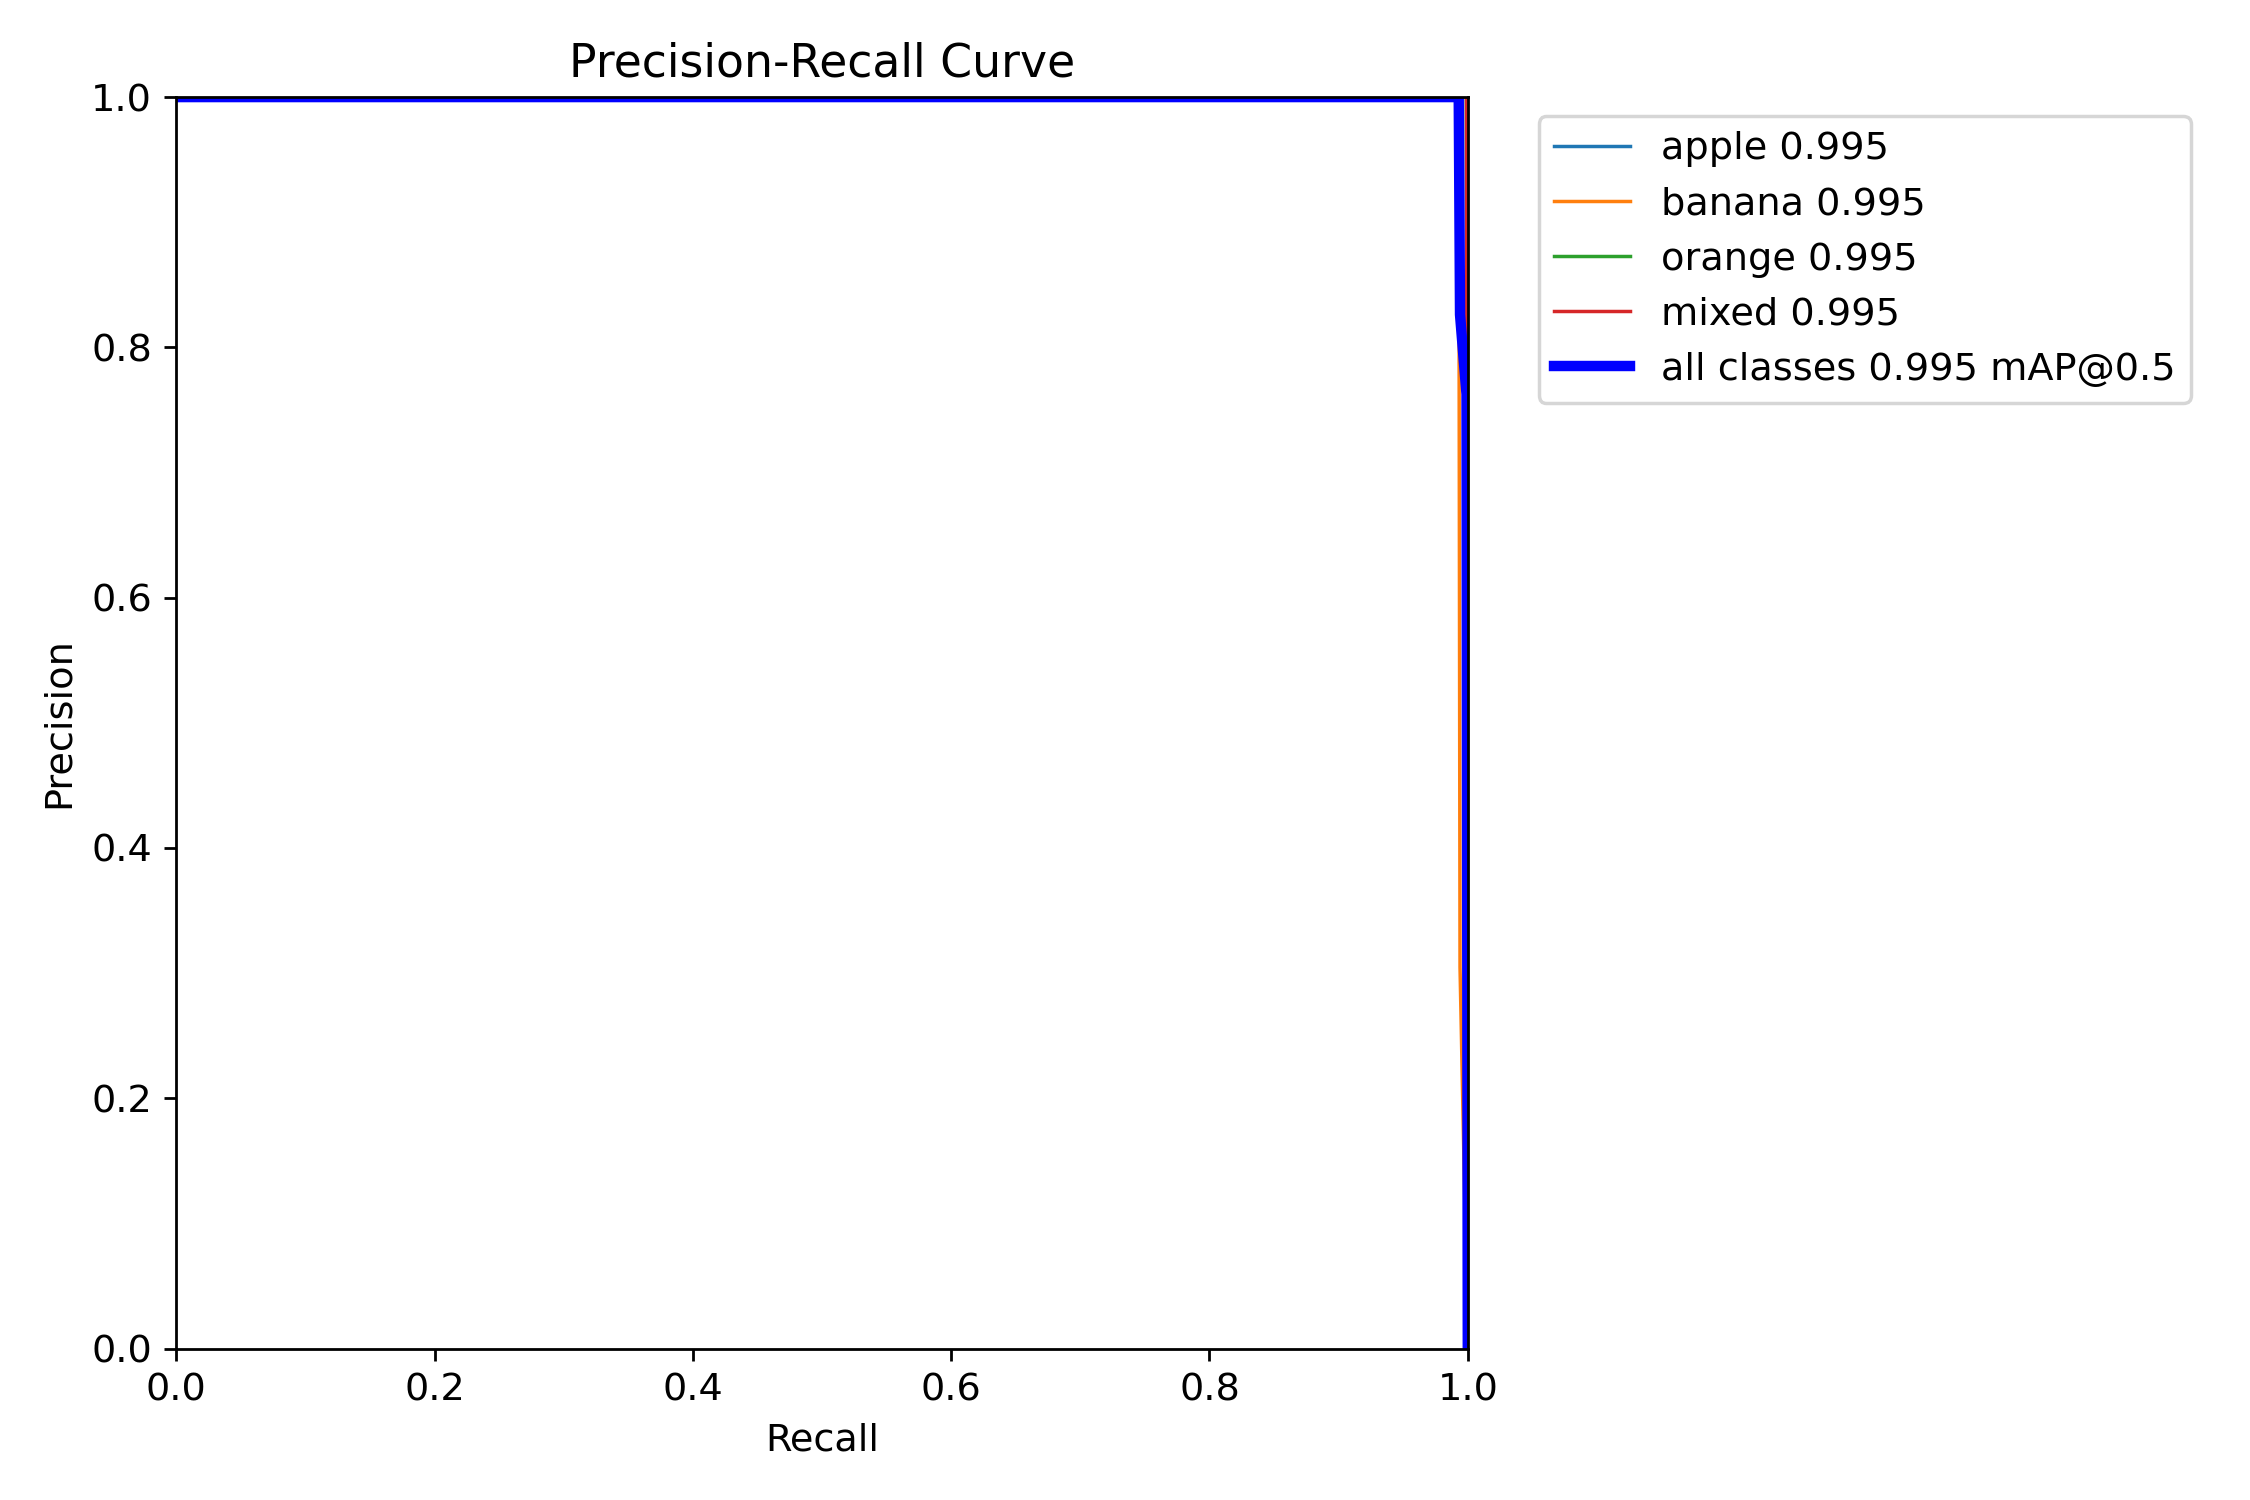 Precision-Recall Curve
1.0
0.8
0.6
0.4
0.2
0.0
Precision
0.0 0.2 0.4 0.6 0.8 1.0
Recall
apple 0.995
banana 0.995
orange 0.995
mixed 0.995
all classes 0.995 mAP@0.5